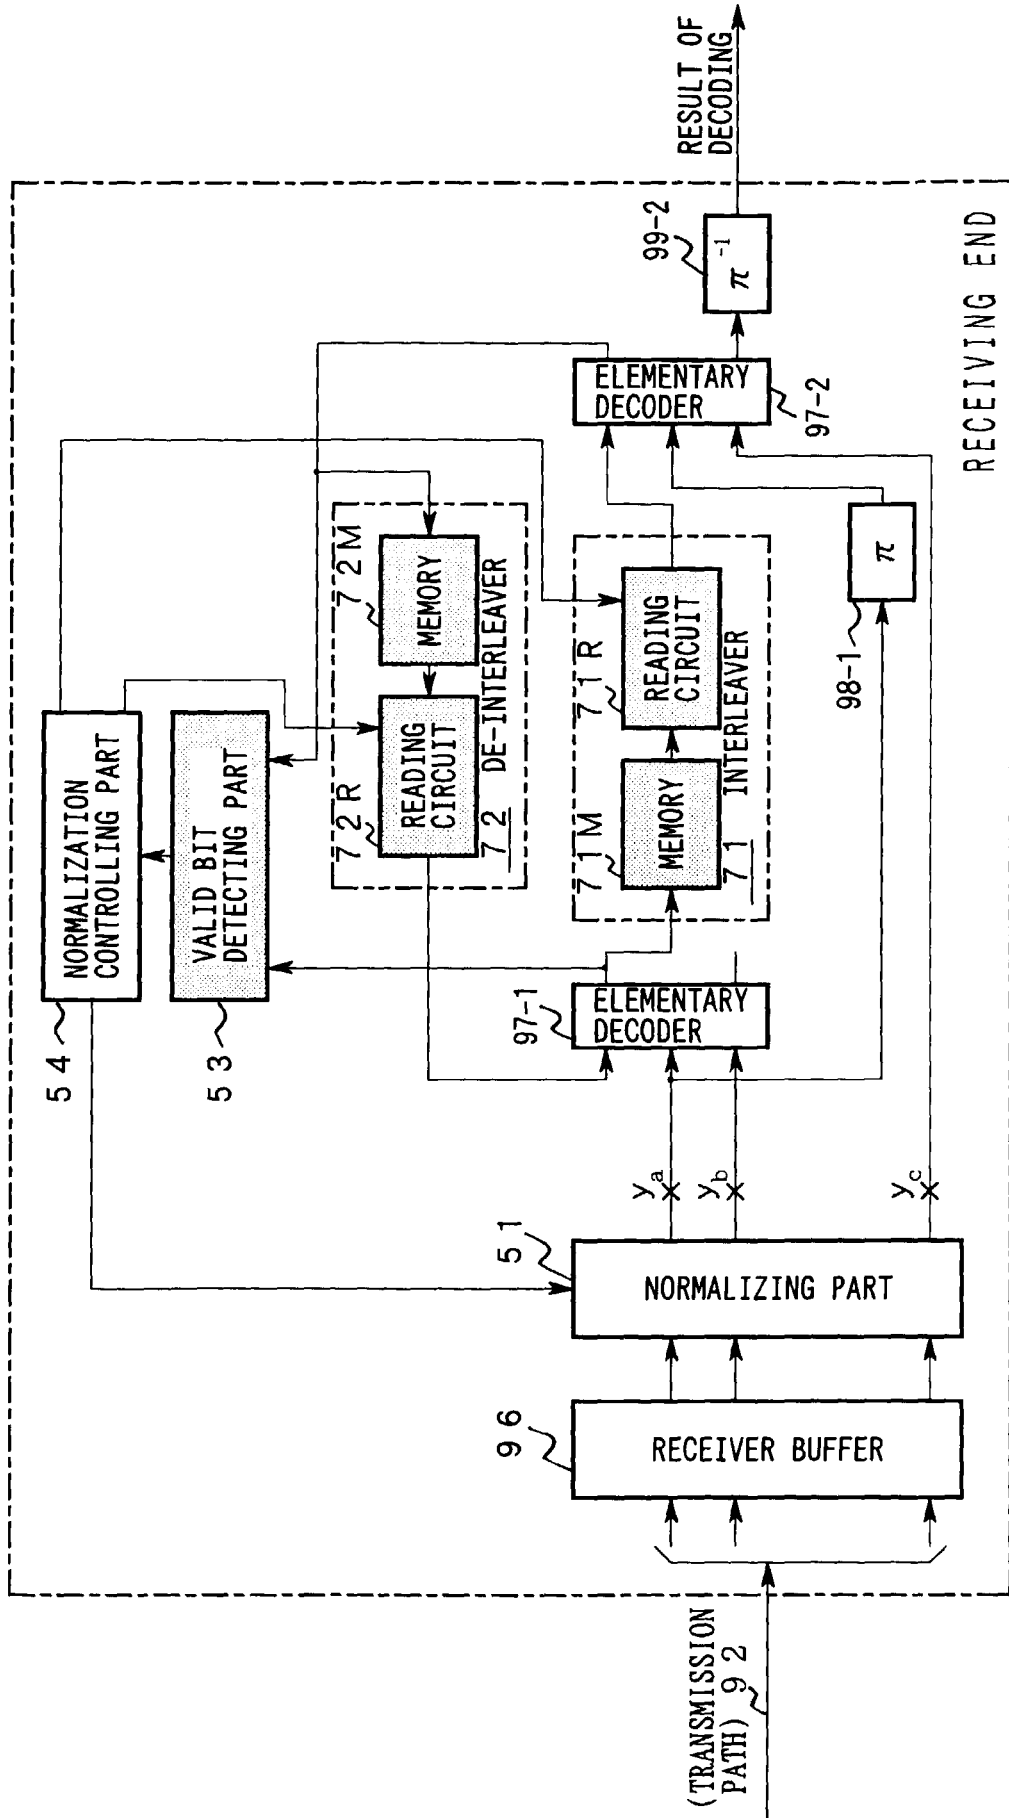 (TRANSMISSION
PATH) 92
96
RECEIVER BUFFER
51
NORMALIZING PART
ya
yb
yc
54
NORMALIZATION
CONTROLLING PART
53
VALID BIT
DETECTING PART
97-1
ELEMENTARY
DECODER
72R
READING
CIRCUIT
72
72M
MEMORY
DE-INTERLEAVER
71M
MEMORY
71
71R
READING
CIRCUIT
INTERLEAVER
98-1
π
ELEMENTARY
DECODER
97-2
99-2
π-1
RESULT OF
DECODING
RECEIVING END